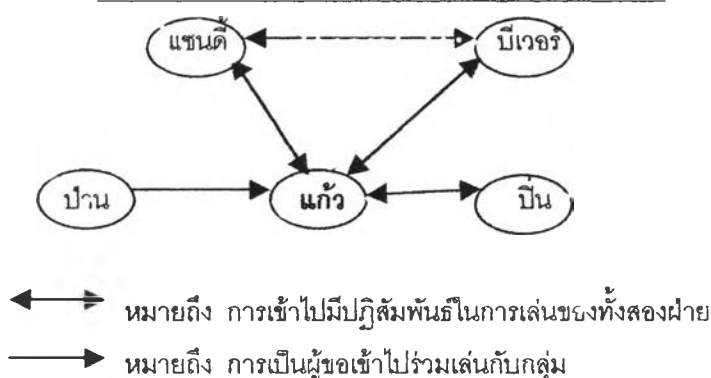 แซนดี้ บีเวอร์
ป่าน แก้ว ปิ่น
หมายถึง การเข้าไปมีปฏิสัมพันธ์ในการเล่นของทั้งสองฝ่าย
หมายถึง การเป็นผู้ขอเข้าไปร่วมเล่นกับกลุ่ม